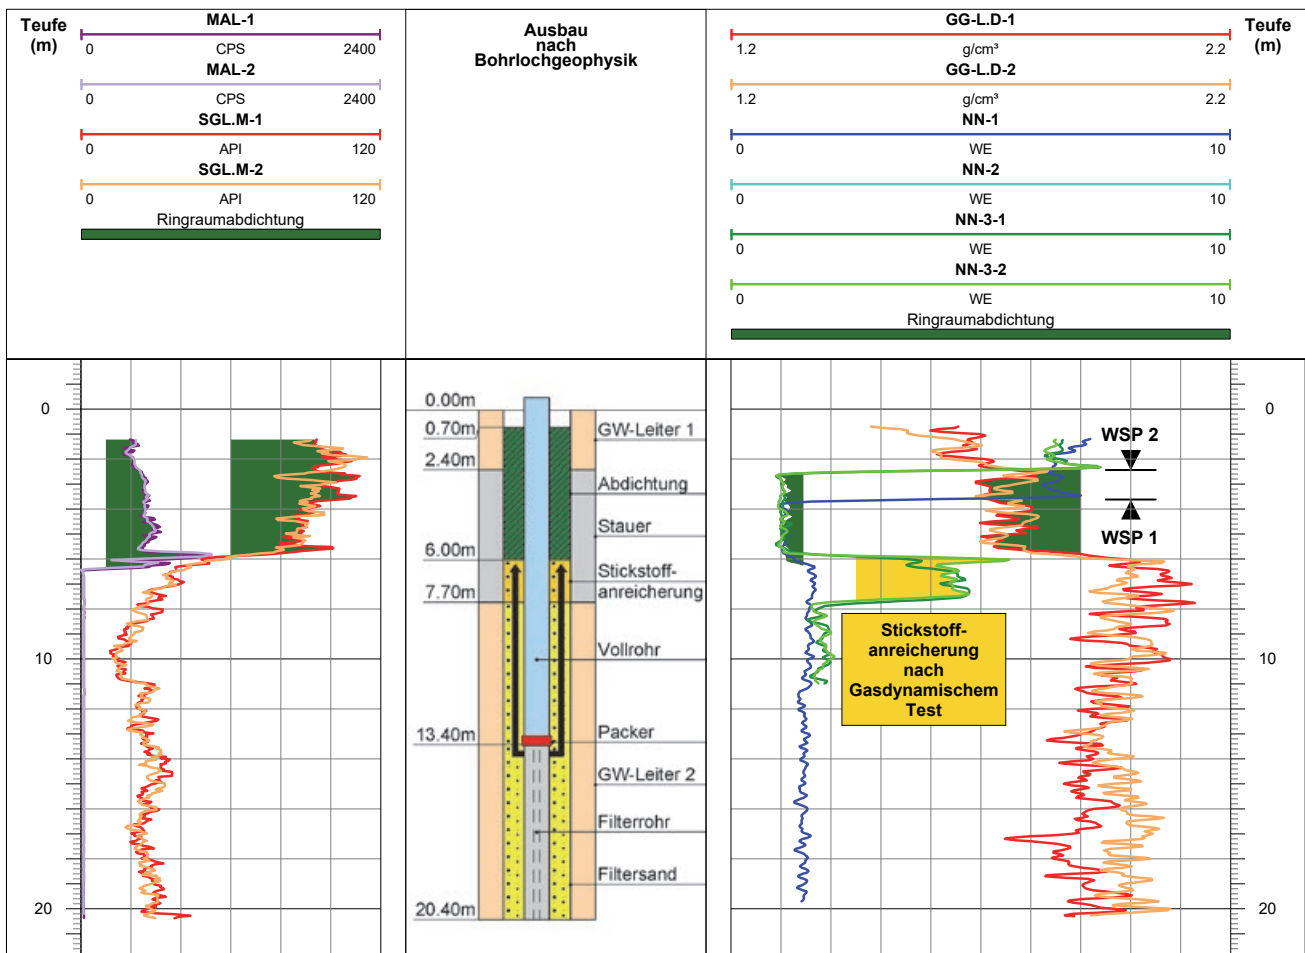 Teufe
(m)
MAL-1
0 CPS 2400
MAL-2
0 CPS 2400
SGL.M-1
0 API 120
SGL.M-2
0 API 120
Ringraumabdichtung
Ausbau
nach
Bohrlochgeophysik
GG-L.D-1
1.2 g/cm³ 2.2
GG-L.D-2
1.2 g/cm³ 2.2
NN-1
0 WE 10
NN-2
0 WE 10
NN-3-1
0 WE 10
NN-3-2
0 WE 10
Ringraumabdichtung
Teufe
(m)
0
10
20
0.00m
0.70m
2.40m
6.00m
7.70m
13.40m
20.40m
GW-Leiter 1
Abdichtung
Stauer
Stickstoff-
anreicherung
Vollrohr
Packer
GW-Leiter 2
Filterrohr
Filtersand
WSP 2
WSP 1
Stickstoff-
anreicherung
nach
Gasdynamischem
Test
0
10
20